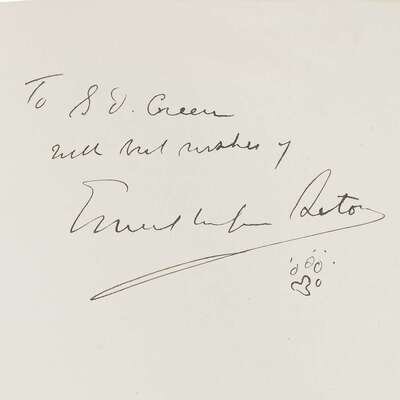 To S. D. Green
with best wishes of
Ernest Thompson Seton